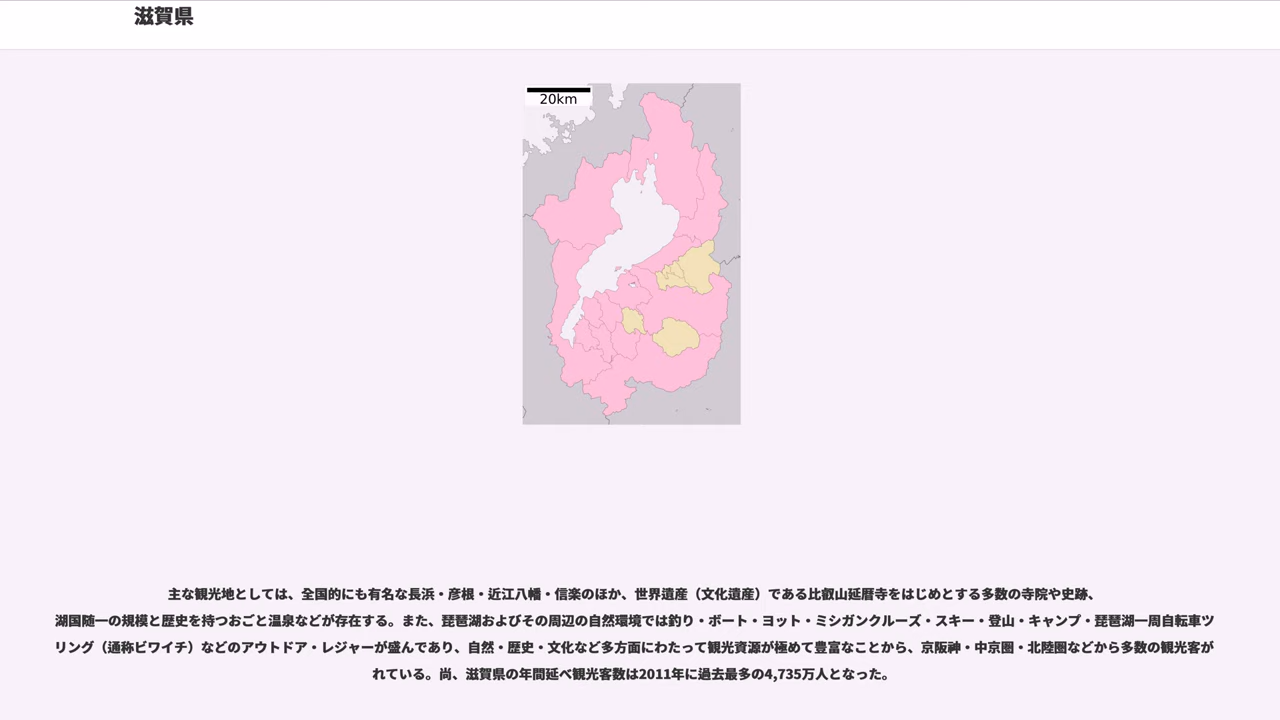 滋賀県
20km
主な観光地としては、全国的にも有名な長浜・彦根・近江八幡・信楽のほか、世界遺産（文化遺産）である比叡山延暦寺をはじめとする多数の寺院や史跡、
湖国随一の規模と歴史を持つおごと温泉などが存在する。また、琵琶湖およびその周辺の自然環境では釣り・ボート・ヨット・ミシガンクルーズ・スキー・登山・キャンプ・琵琶湖一周自転車ツ
リング（通称ビワイチ）などのアウトドア・レジャーが盛んであり、自然・歴史・文化など多方面にわたって観光資源が極めて豊富なことから、京阪神・中京圏・北陸圏などから多数の観光客が
れている。尚、滋賀県の年間延べ観光客数は2011年に過去最多の4,735万人となった。